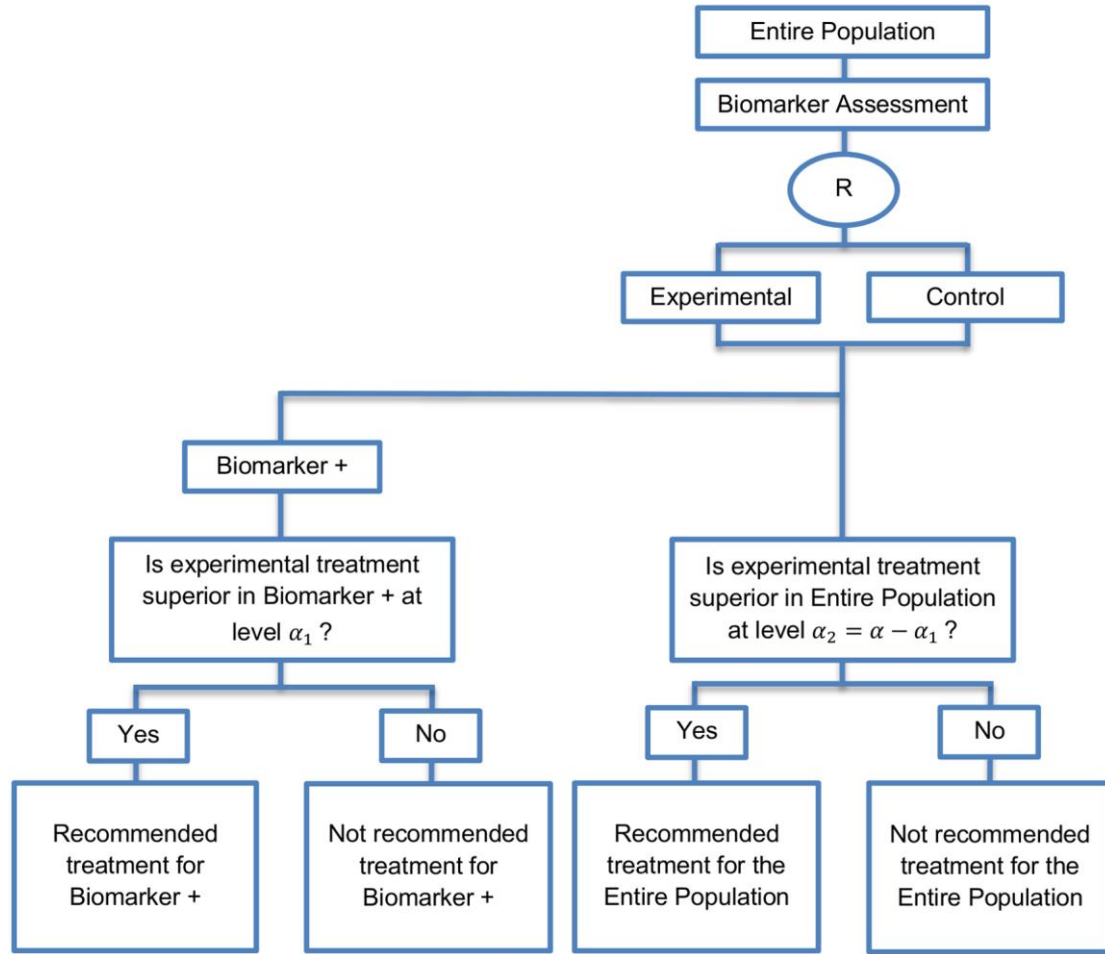 Entire Population
Biomarker Assessment
R
Experimental
Control
Biomarker +
Is experimental treatment
superior in Biomarker + at
level α₁ ?
Is experimental treatment
superior in Entire Population
at level α₂ = α − α₁ ?
Yes
No
Yes
No
Recommended
treatment for
Biomarker +
Not recommended
treatment for
Biomarker +
Recommended
treatment for the
Entire Population
Not recommended
treatment for the
Entire Population